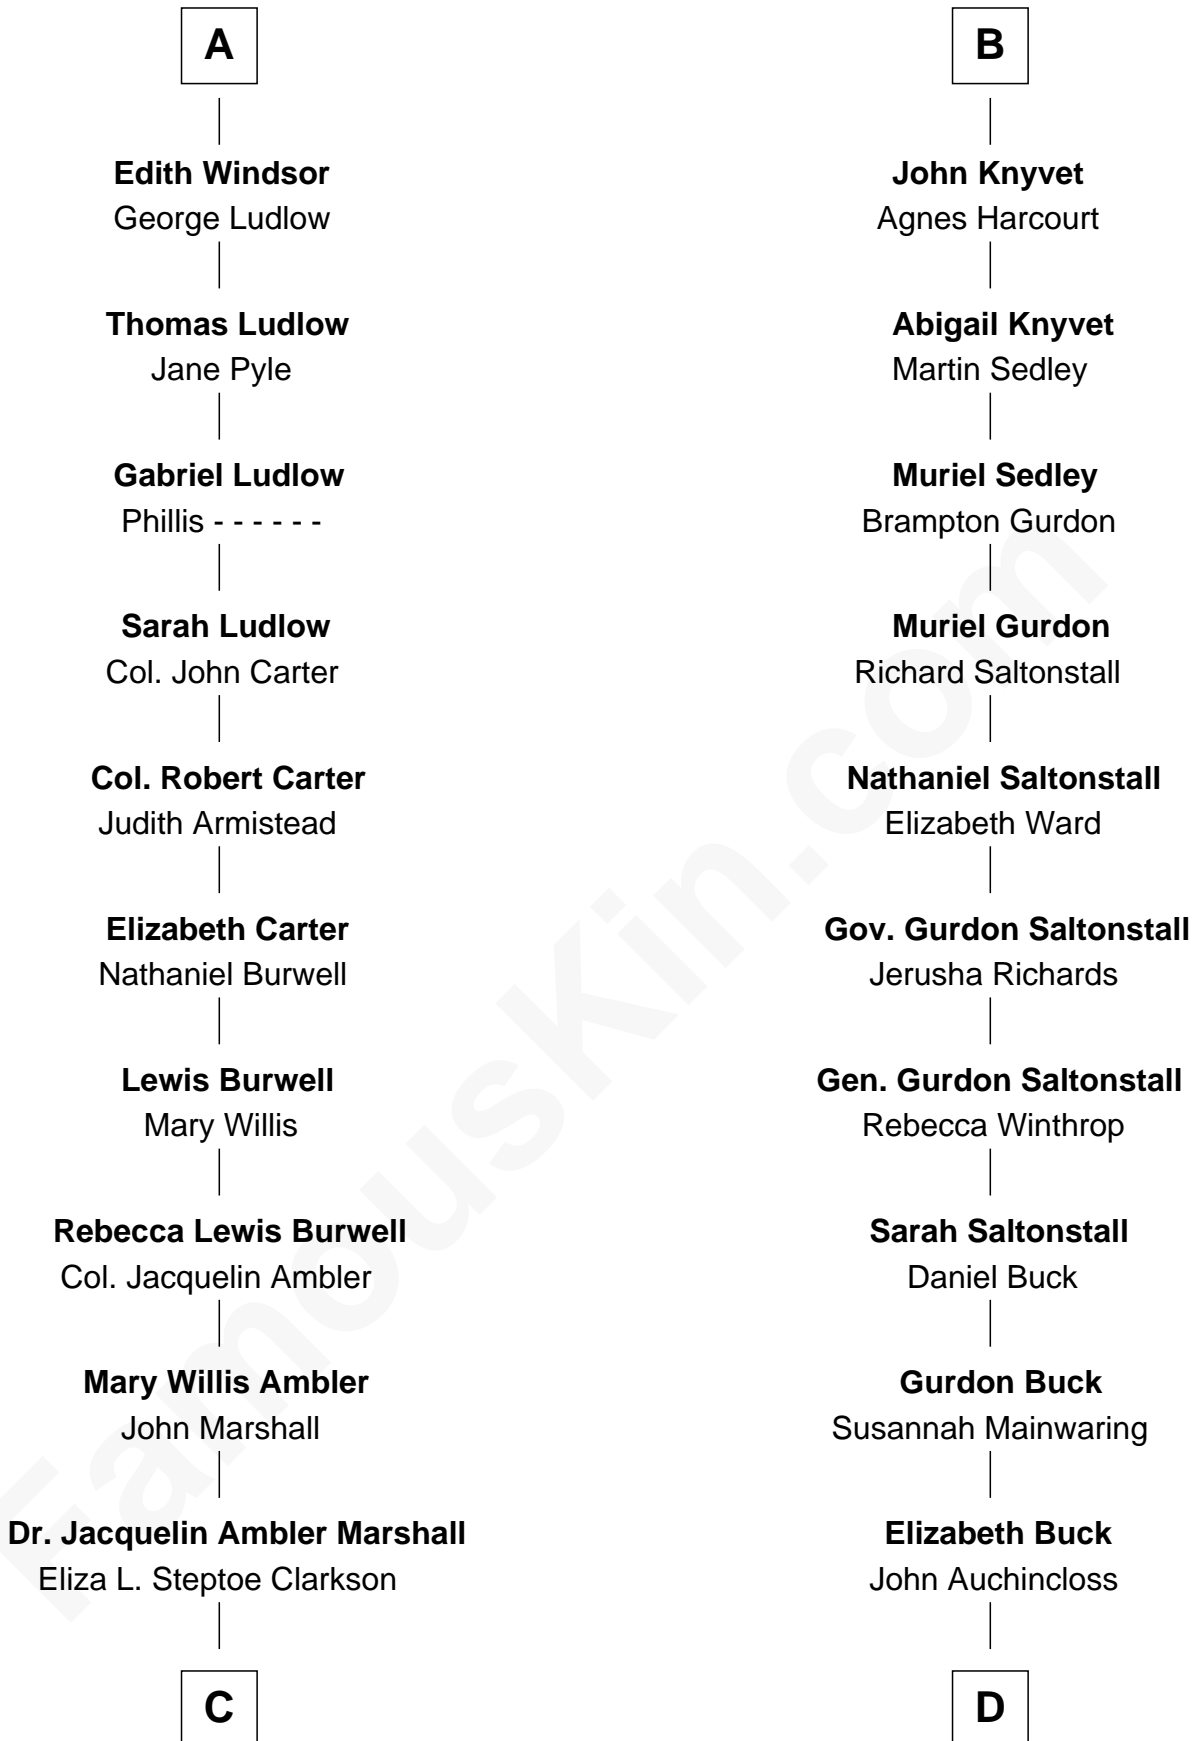 A
Edith Windsor
George Ludlow
Thomas Ludlow
Jane Pyle
Gabriel Ludlow
Phillis - - - - - -
Sarah Ludlow
Col. John Carter
Col. Robert Carter
Judith Armistead
Elizabeth Carter
Nathaniel Burwell
Lewis Burwell
Mary Willis
Rebecca Lewis Burwell
Col. Jacquelin Ambler
Mary Willis Ambler
John Marshall
Dr. Jacquelin Ambler Marshall
Eliza L. Steptoe Clarkson
C
B
John Knyvet
Agnes Harcourt
Abigail Knyvet
Martin Sedley
Muriel Sedley
Brampton Gurdon
Muriel Gurdon
Richard Saltonstall
Nathaniel Saltonstall
Elizabeth Ward
Gov. Gurdon Saltonstall
Jerusha Richards
Gen. Gurdon Saltonstall
Rebecca Winthrop
Sarah Saltonstall
Daniel Buck
Gurdon Buck
Susannah Mainwaring
Elizabeth Buck
John Auchincloss
D
FamousKin.com